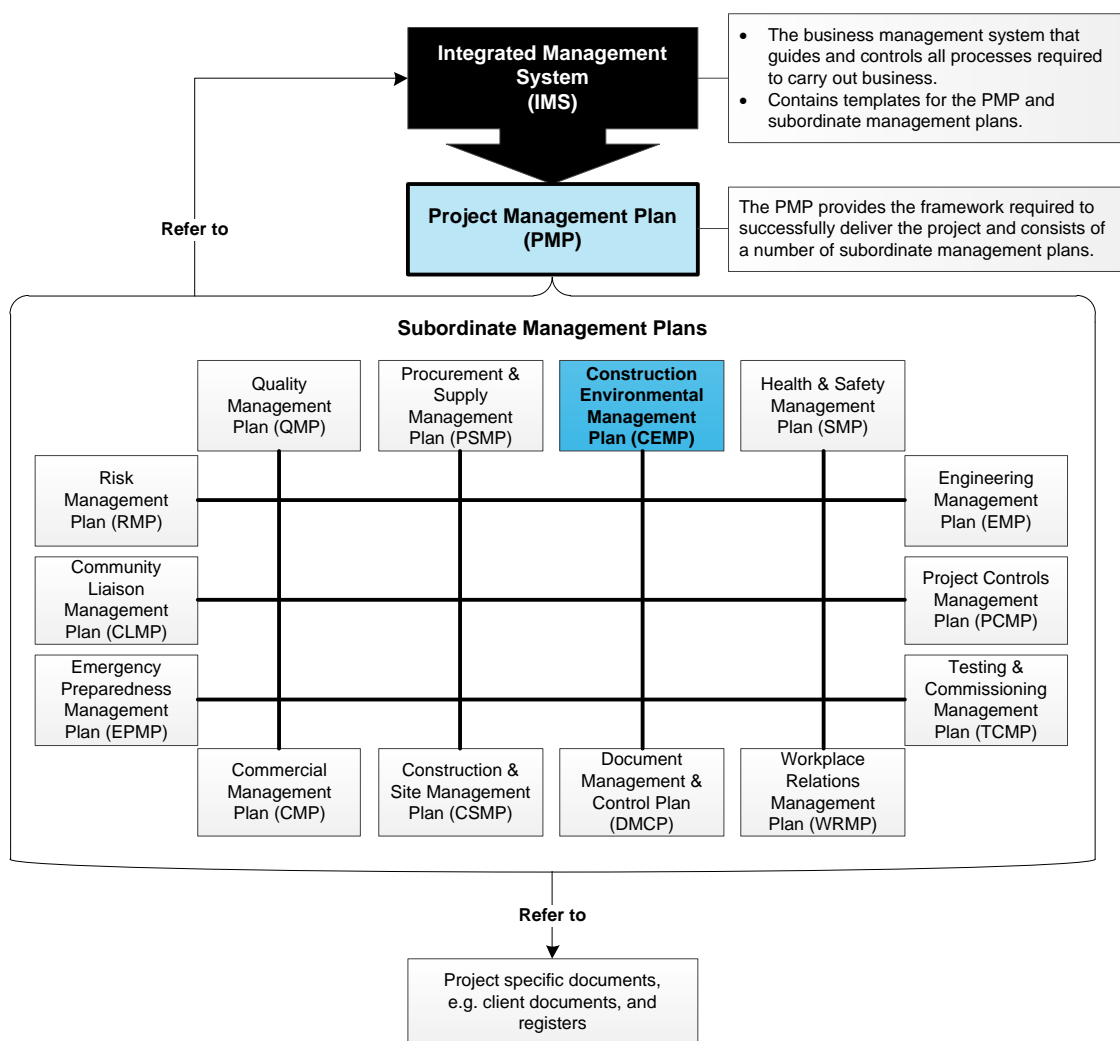 Integrated Management
System
(IMS)
• The business management system that
guides and controls all processes required
to carry out business.
• Contains templates for the PMP and
subordinate management plans.
Refer to
Project Management Plan
(PMP)
The PMP provides the framework required to
successfully deliver the project and consists of
a number of subordinate management plans.
Subordinate Management Plans
Quality
Management
Plan (QMP)
Procurement &
Supply
Management
Plan (PSMP)
Construction
Environmental
Management
Plan (CEMP)
Health & Safety
Management
Plan (SMP)
Risk
Management
Plan (RMP)
Engineering
Management
Plan (EMP)
Community
Liaison
Management
Plan (CLMP)
Project Controls
Management
Plan (PCMP)
Emergency
Preparedness
Management
Plan (EPMP)
Testing &
Commissioning
Management
Plan (TCMP)
Commercial
Management
Plan (CMP)
Construction &
Site Management
Plan (CSMP)
Document
Management &
Control Plan
(DMCP)
Workplace
Relations
Management
Plan (WRMP)
Refer to
Project specific documents,
e.g. client documents, and
registers